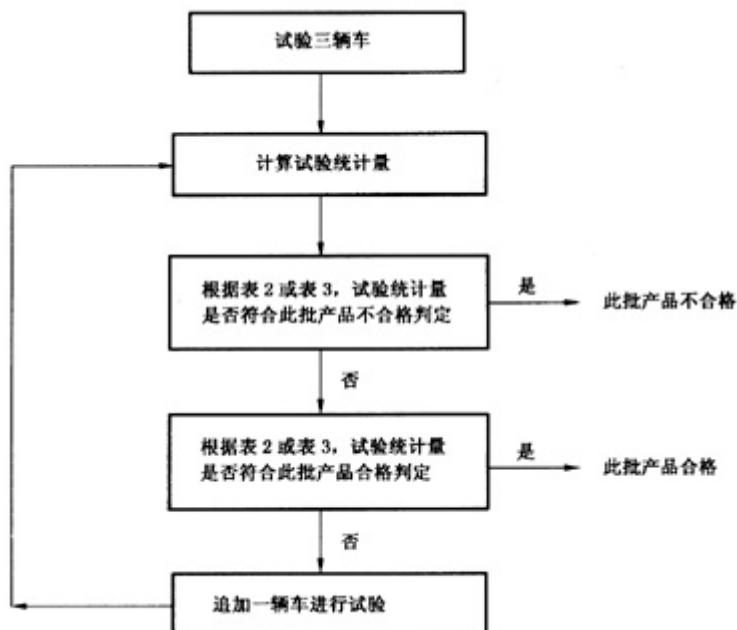 试验三辆车
计算试验统计量
根据表 2 或表 3，试验统计量
是否符合此批产品不合格判定
是
此批产品不合格
否
根据表 2 或表 3，试验统计量
是否符合此批产品合格判定
是
此批产品合格
否
追加一辆车进行试验